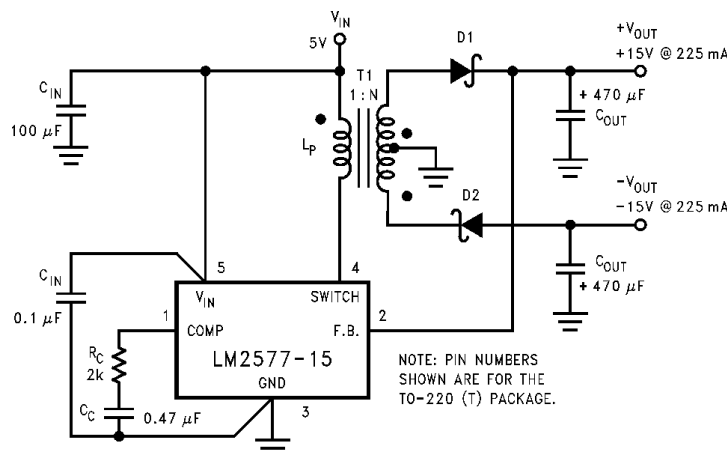 V_IN
5V
C_IN
100 μF
T1
1:N
L_P
D1
+V_OUT
+15V @ 225 mA
+ 470 μF
C_OUT
D2
−V_OUT
−15V @ 225 mA
C_OUT
+ 470 μF
C_IN
0.1 μF
5
4
V_IN
SWITCH
1
COMP
F.B.
2
R_C
2k
LM2577-15
GND
3
C_C
0.47 μF
NOTE: PIN NUMBERS
SHOWN ARE FOR THE
TO-220 (T) PACKAGE.